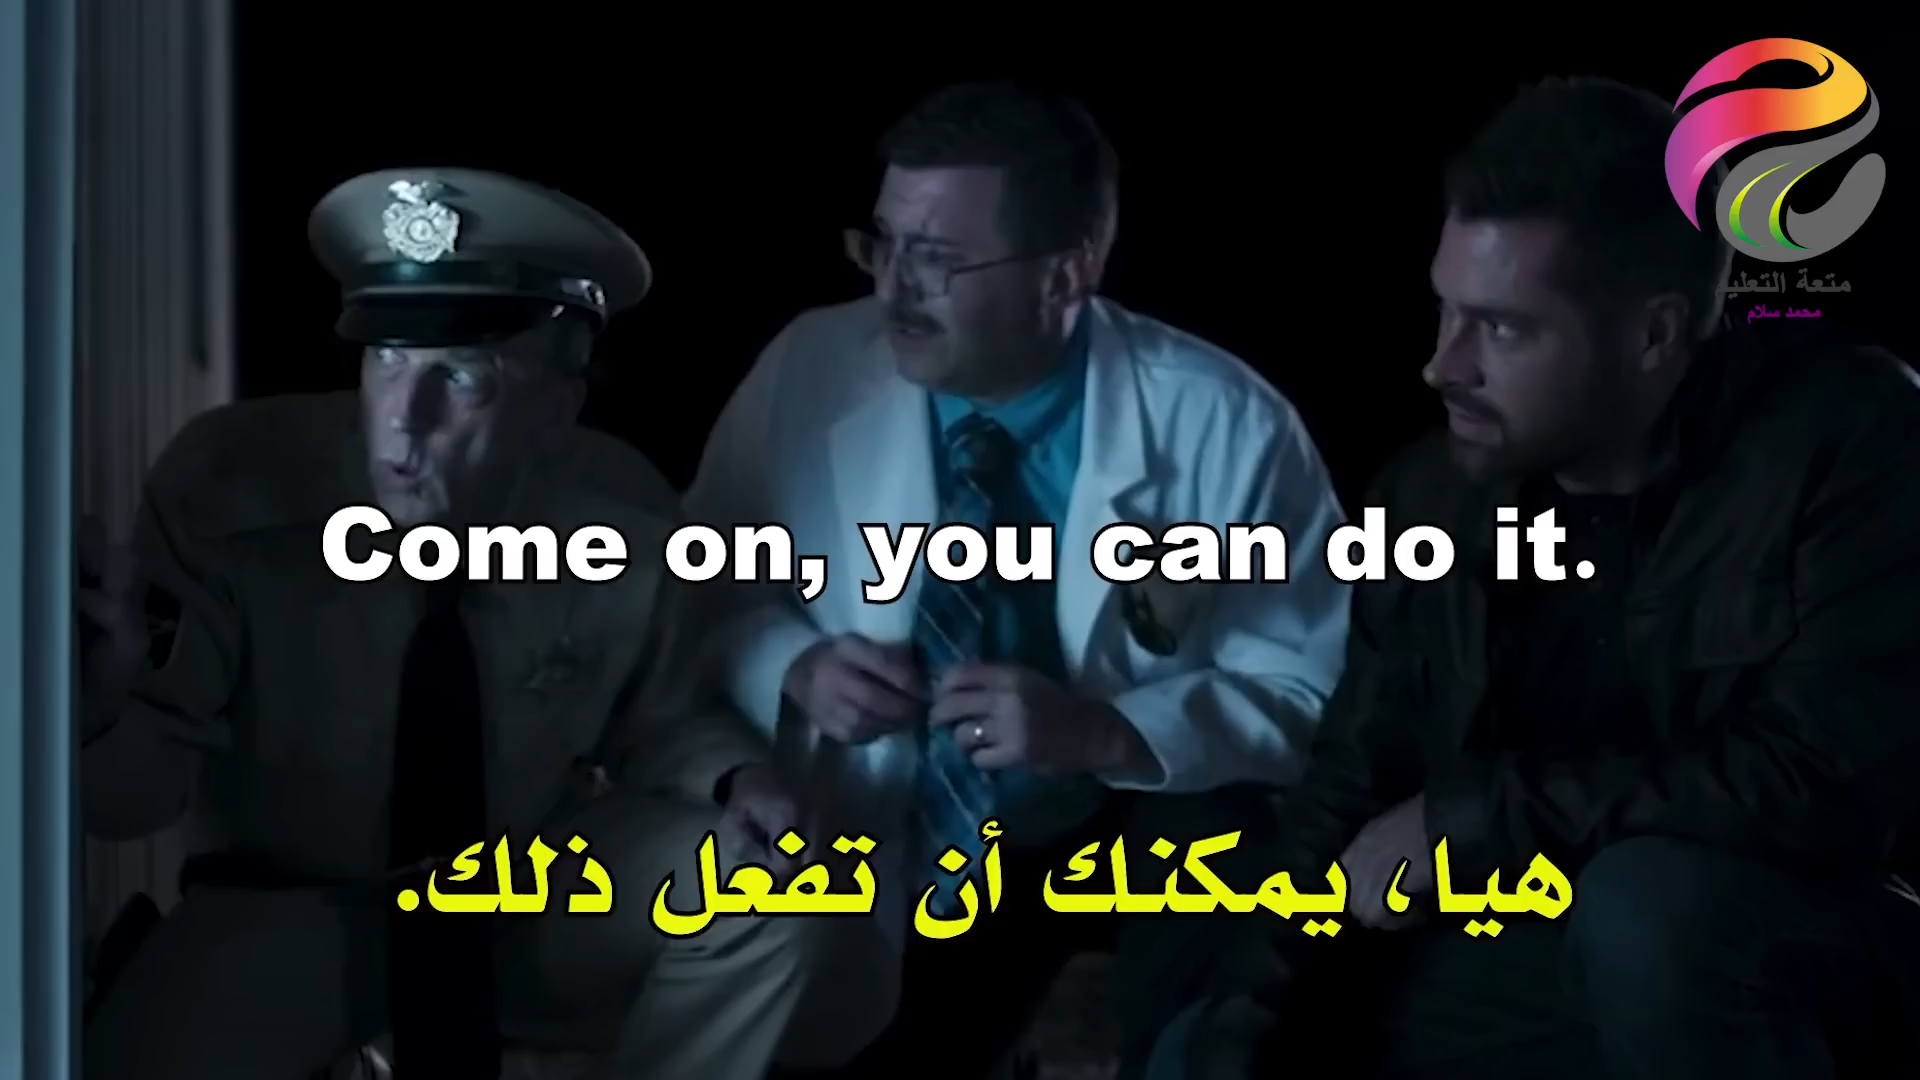 متعة التعليم
محمد سلام
Come on, you can do it.
هيا، يمكنك أن تفعل ذلك.